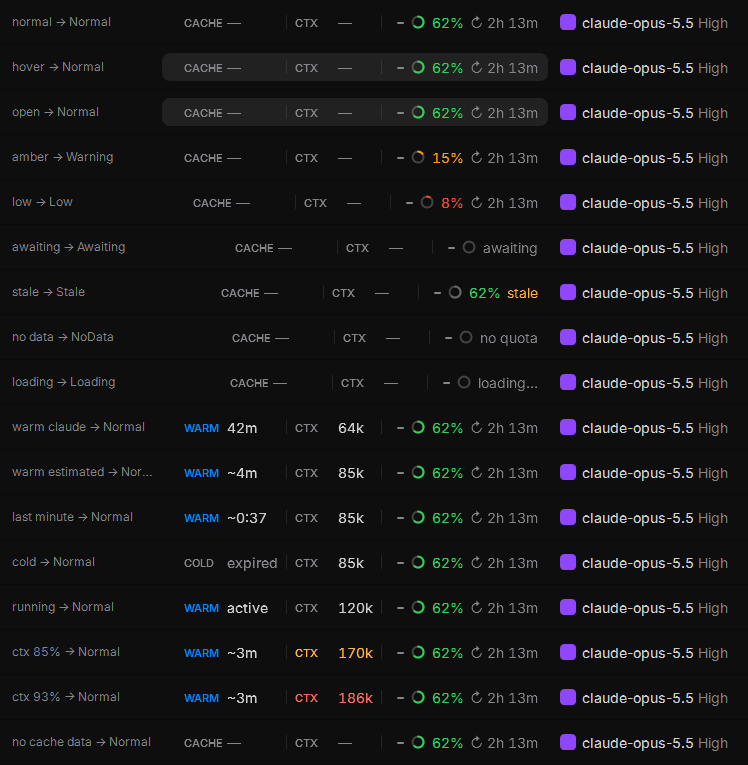 normal → Normal CACHE — CTX — – 62% ↻ 2h 13m claude-opus-5.5 High
hover → Normal CACHE — CTX — – 62% ↻ 2h 13m claude-opus-5.5 High
open → Normal CACHE — CTX — – 62% ↻ 2h 13m claude-opus-5.5 High
amber → Warning CACHE — CTX — – 15% ↻ 2h 13m claude-opus-5.5 High
low → Low CACHE — CTX — – 8% ↻ 2h 13m claude-opus-5.5 High
awaiting → Awaiting CACHE — CTX — – awaiting claude-opus-5.5 High
stale → Stale CACHE — CTX — – 62% stale claude-opus-5.5 High
no data → NoData CACHE — CTX — – no quota claude-opus-5.5 High
loading → Loading CACHE — CTX — – loading... claude-opus-5.5 High
warm claude → Normal WARM 42m CTX 64k – 62% ↻ 2h 13m claude-opus-5.5 High
warm estimated → Nor... WARM ~4m CTX 85k – 62% ↻ 2h 13m claude-opus-5.5 High
last minute → Normal WARM ~0:37 CTX 85k – 62% ↻ 2h 13m claude-opus-5.5 High
cold → Normal COLD expired CTX 85k – 62% ↻ 2h 13m claude-opus-5.5 High
running → Normal WARM active CTX 120k – 62% ↻ 2h 13m claude-opus-5.5 High
ctx 85% → Normal WARM ~3m CTX 170k – 62% ↻ 2h 13m claude-opus-5.5 High
ctx 93% → Normal WARM ~3m CTX 186k – 62% ↻ 2h 13m claude-opus-5.5 High
no cache data → Normal CACHE — CTX — – 62% ↻ 2h 13m claude-opus-5.5 High